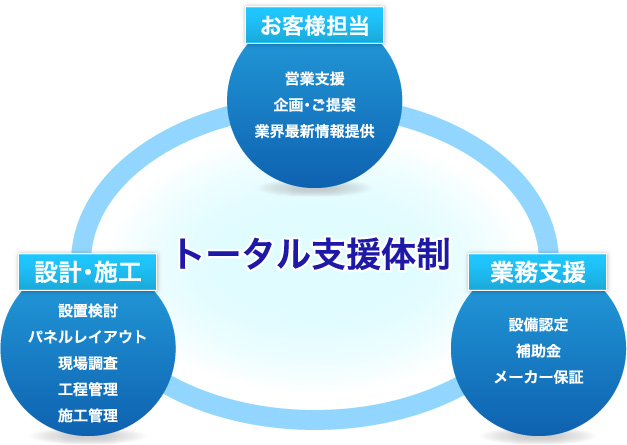 お客様担当
営業支援
企画・ご提案
業界最新情報提供
トータル支援体制
設計・施工
設置検討
パネルレイアウト
現場調査
工程管理
施工管理
業務支援
設備認定
補助金
メーカー保証